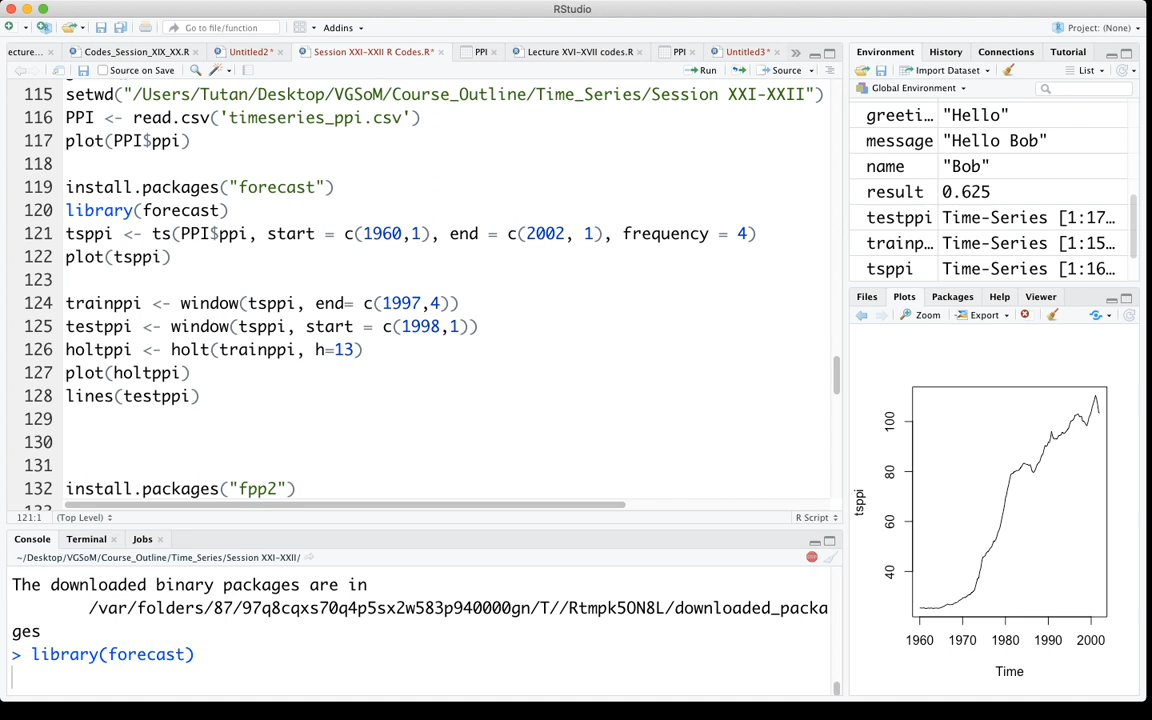 RStudio
Go to file/function
Addins
Project: (None)
ecture...
Codes_Session_XIX_XX.R
Untitled2*
Session XXI-XXII R Codes.R*
PPI
Lecture XVI-XVII codes.R
PPI
Untitled3*
Source on Save
Run
Source
115 setwd("/Users/Tutan/Desktop/VGSoM/Course_Outline/Time_Series/Session XXI-XXII")
116 PPI <- read.csv('timeseries_ppi.csv')
117 plot(PPI$ppi)
118
119 install.packages("forecast")
120 library(forecast)
121 tsppi <- ts(PPI$ppi, start = c(1960,1), end = c(2002, 1), frequency = 4)
122 plot(tsppi)
123
124 trainppi <- window(tsppi, end= c(1997,4))
125 testppi <- window(tsppi, start = c(1998,1))
126 holtppi <- holt(trainppi, h=13)
127 plot(holtppi)
128 lines(testppi)
129
130
131
132 install.packages("fpp2")
121:1 (Top Level) R Script
Console Terminal Jobs
~/Desktop/VGSoM/Course_Outline/Time_Series/Session XXI-XXII/
The downloaded binary packages are in
/var/folders/87/97q8cqxs70q4p5sx2w583p940000gn/T//Rtmpk5ON8L/downloaded_packa
ges
> library(forecast)
Environment History Connections Tutorial
Import Dataset List
Global Environment
greeti... "Hello"
message "Hello Bob"
name "Bob"
result 0.625
testppi Time-Series [1:17...
trainp... Time-Series [1:15...
tsppi Time-Series [1:16...
Files Plots Packages Help Viewer
Zoom Export
tsppi
100
80
60
40
1960 1970 1980 1990 2000
Time